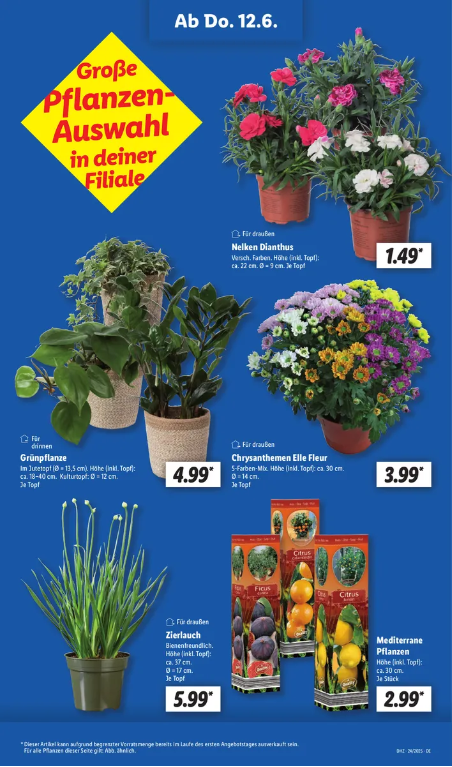 Ab Do. 12.6.
Große
Pflanzen-
Auswahl
in deiner
Filiale
Für draußen
Nelken Dianthus
Versch. Farben. Höhe (inkl. Topf):
ca. 22 cm. Ø = 9 cm. Je Topf
1.49*
Für
drinnen
Grünpflanze
Im Jutetopf (Ø = 13,5 cm). Höhe (inkl. Topf):
ca. 18-40 cm. Kulturtopf: Ø = 12 cm.
Je Topf
4.99*
Für draußen
Chrysanthemen Elle Fleur
5-Farben-Mix. Höhe (inkl. Topf): ca. 30 cm.
Ø = 14 cm.
Je Topf
3.99*
Für draußen
Zierlauch
Bienenfreundlich.
Höhe (inkl. Topf):
ca. 37 cm.
Ø = 17 cm.
Je Topf
5.99*
Ficus
Citrus
Citrus
Mediterrane
Pflanzen
Höhe (inkl. Topf):
ca. 30 cm.
Je Stück
2.99*
*Dieser Artikel kann aufgrund begrenzter Vorratsmenge bereits im Laufe des ersten Angebotstages ausverkauft sein.
Für alle Pflanzen dieser Seite gilt: Abb. ähnlich.